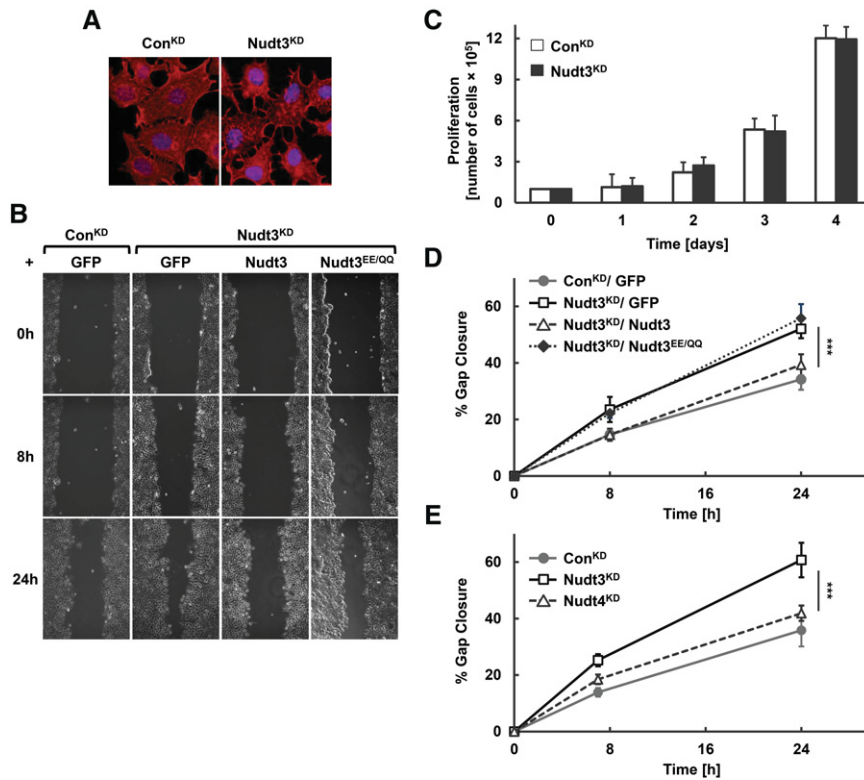 A
Con^KD Nudt3^KD
B
Con^KD Nudt3^KD
+ GFP GFP Nudt3 Nudt3^EE/QQ
0h
8h
24h
C
Proliferation
[number of cells × 10^5]
12
9
6
3
0
Con^KD
Nudt3^KD
0 1 2 3 4
Time [days]
D
% Gap Closure
60
40
20
0
Con^KD/ GFP
Nudt3^KD/ GFP
Nudt3^KD/ Nudt3
Nudt3^KD/ Nudt3^EE/QQ
***
0 8 16 24
Time [h]
E
% Gap Closure
60
40
20
0
Con^KD
Nudt3^KD
Nudt4^KD
***
0 8 16 24
Time [h]